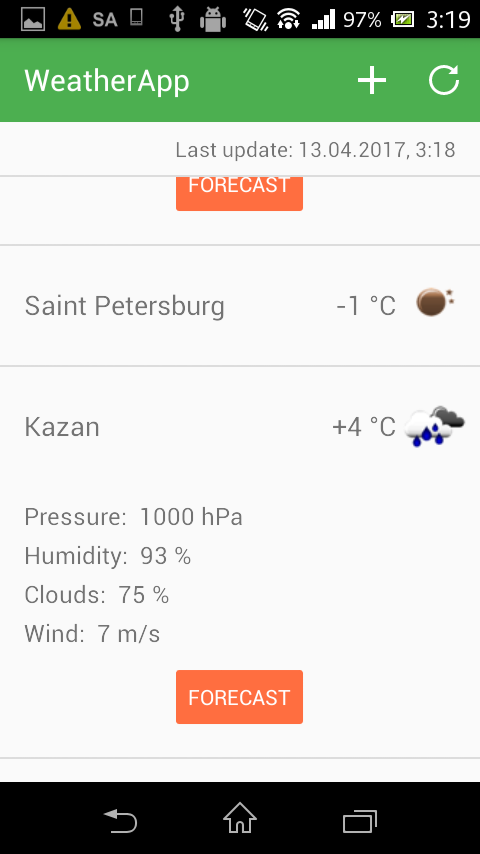 SA 97% 3:19
WeatherApp
Last update: 13.04.2017, 3:18
FORECAST
Saint Petersburg -1 °C
Kazan +4 °C
Pressure: 1000 hPa
Humidity: 93 %
Clouds: 75 %
Wind: 7 m/s
FORECAST